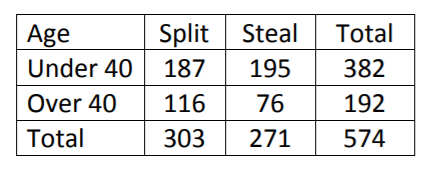 Age Split Steal Total
Under 40 187 195 382
Over 40 116 76 192
Total 303 271 574